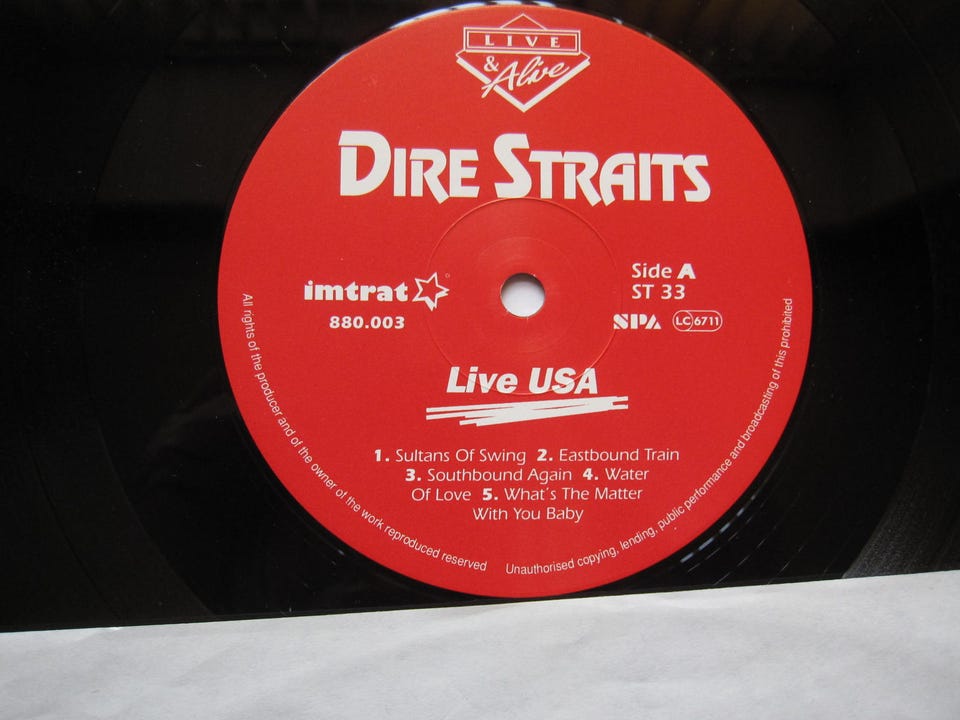 LIVE
& Alive
DIRE STRAITS
imtrat
880.003
Side A
ST 33
SPA LC 6711
Live USA
1. Sultans Of Swing 2. Eastbound Train
3. Southbound Again 4. Water
Of Love 5. What´s The Matter
With You Baby
All rights of the producer and of the owner of the work reproduced reserved
Unauthorised copying, lending, public performance and broadcasting of this prohibited